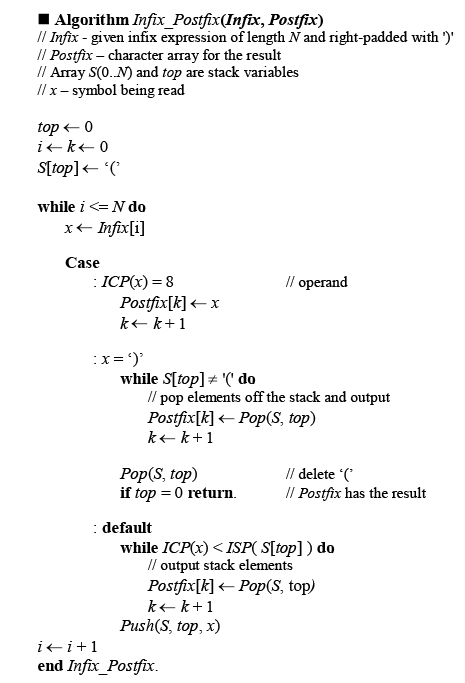 ■ Algorithm Infix_Postfix(Infix, Postfix)
// Infix - given infix expression of length N and right-padded with ')'
// Postfix – character array for the result
// Array S(0..N) and top are stack variables
// x – symbol being read
top ← 0
i ← k ← 0
S[top] ← ‘(’
while i <= N do
x ← Infix[i]
Case
: ICP(x) = 8 // operand
Postfix[k] ← x
k ← k + 1
: x = ‘)’
while S[top] ≠ '(' do
// pop elements off the stack and output
Postfix[k] ← Pop(S, top)
k ← k + 1
Pop(S, top) // delete ‘(’
if top = 0 return. // Postfix has the result
: default
while ICP(x) < ISP( S[top] ) do
// output stack elements
Postfix[k] ← Pop(S, top)
k ← k + 1
Push(S, top, x)
i ← i + 1
end Infix_Postfix.